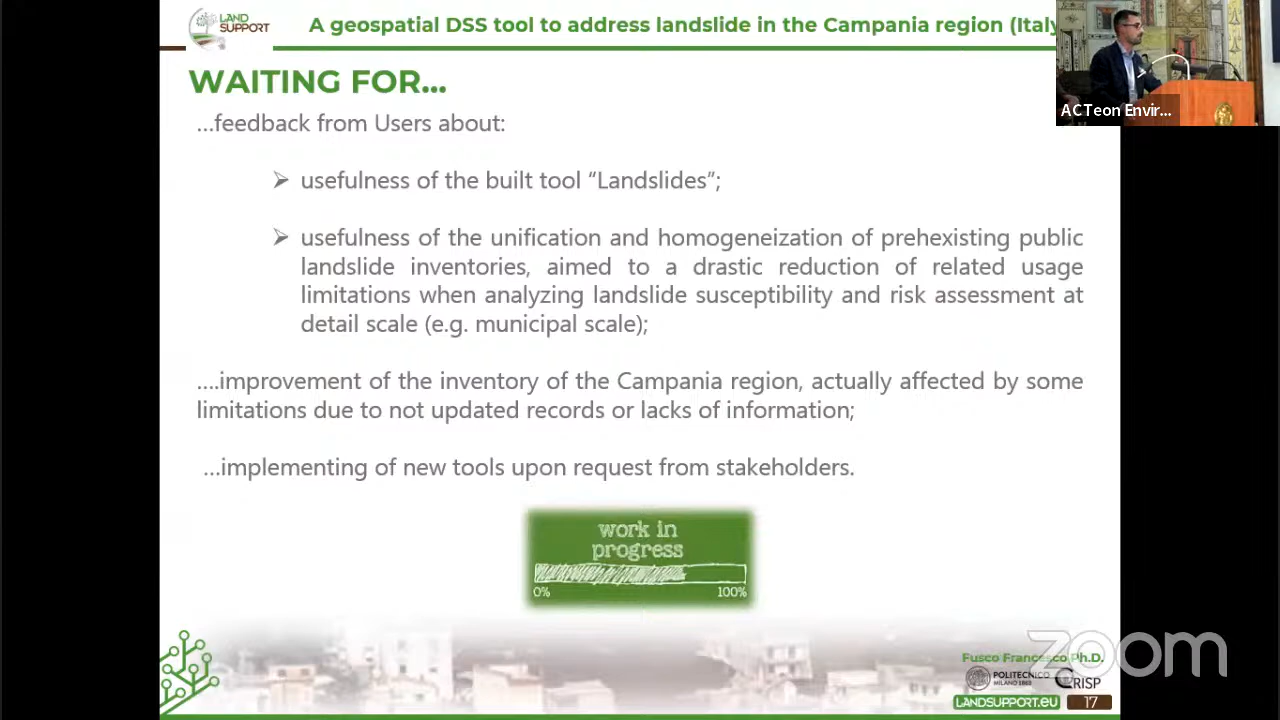 LAND
SUPPORT
A geospatial DSS tool to address landslide in the Campania region (Italy
ACTeon Envir...
WAITING FOR...
...feedback from Users about:
➢ usefulness of the built tool “Landslides”;
➢ usefulness of the unification and homogeneization of prehexisting public
landslide inventories, aimed to a drastic reduction of related usage
limitations when analyzing landslide susceptibility and risk assessment at
detail scale (e.g. municipal scale);
....improvement of the inventory of the Campania region, actually affected by some
limitations due to not updated records or lacks of information;
...implementing of new tools upon request from stakeholders.
work in
progress
0% 100%
zoom
Fusco Francesco Ph.D.
POLITECNICO
MILANO 1863
CRISP
LANDSUPPORT.EU 17